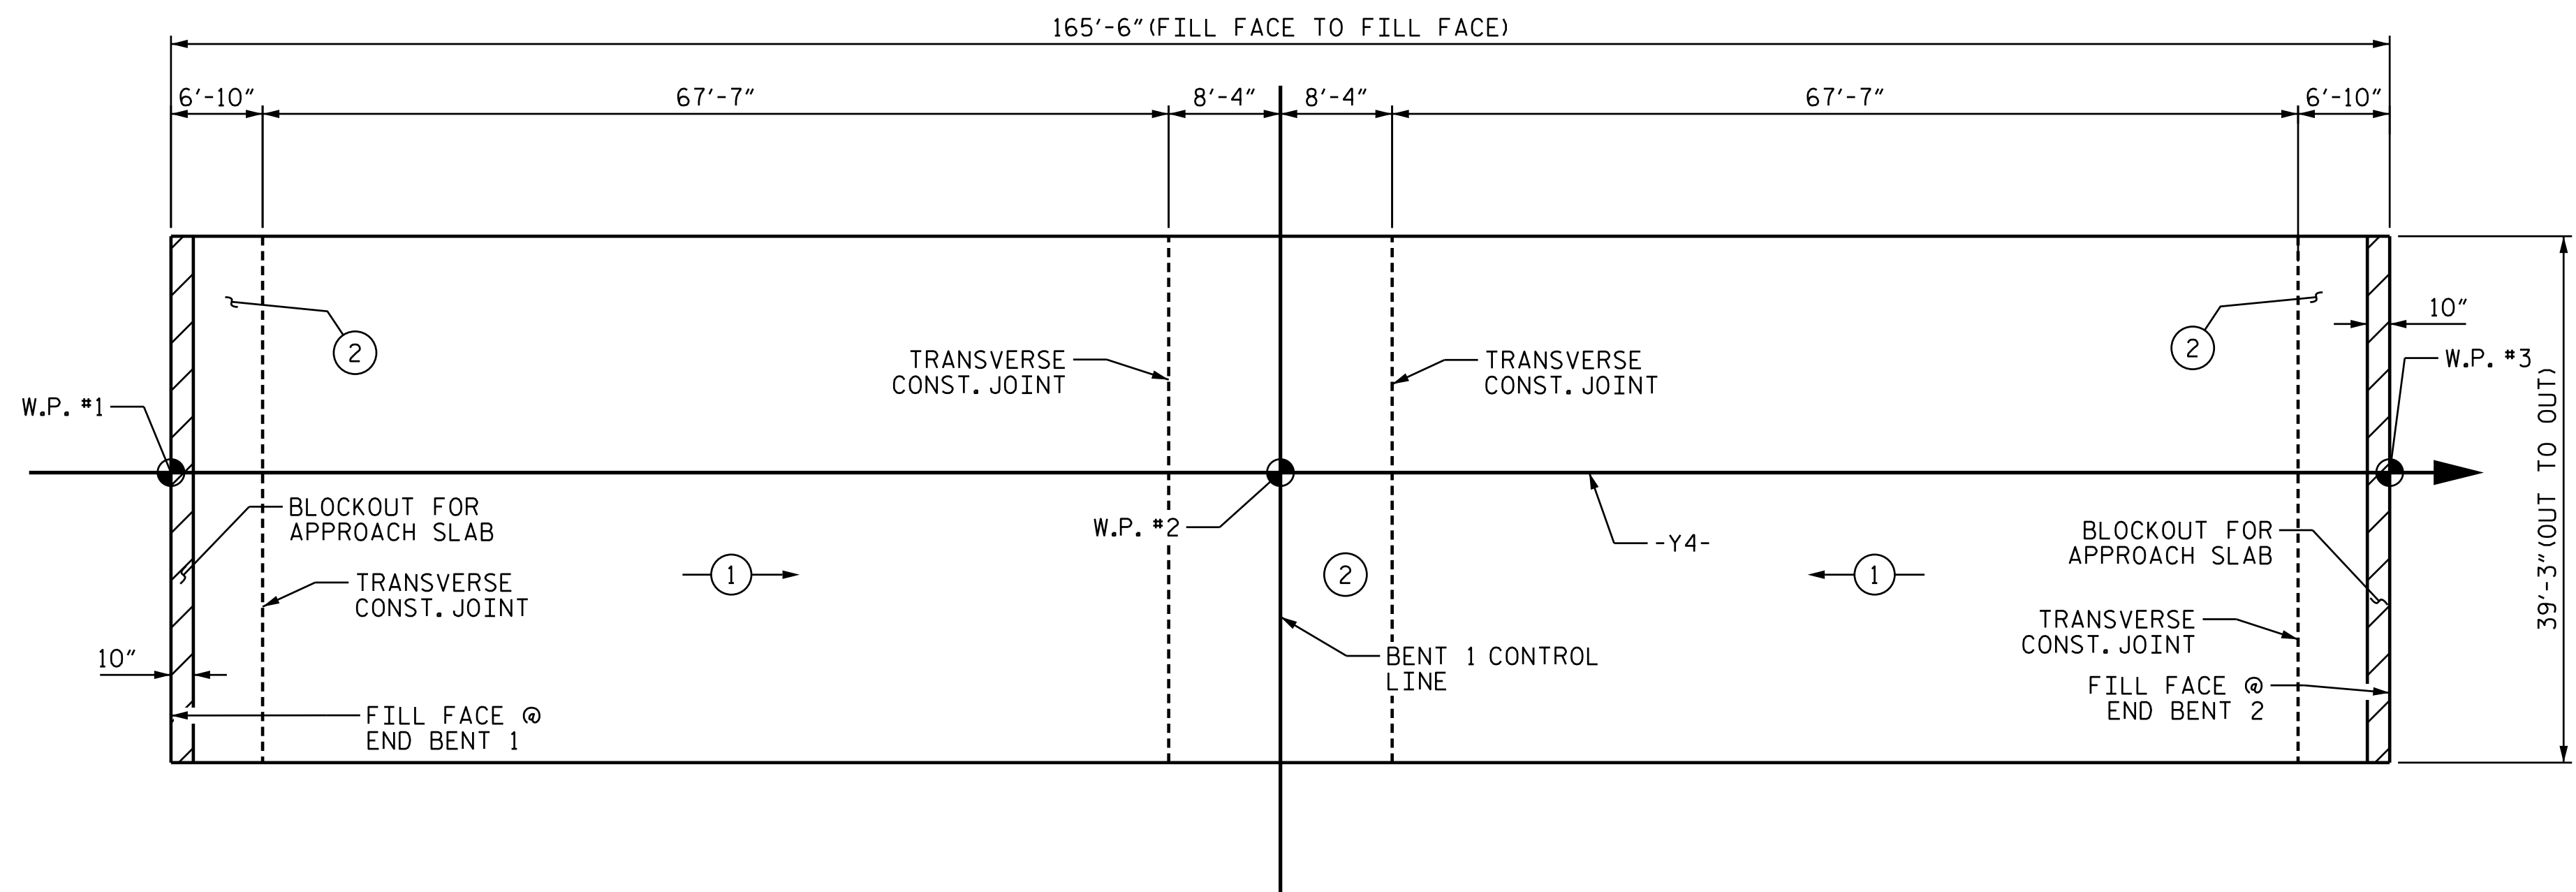 165'-6"(FILL FACE TO FILL FACE)
6'-10"
67'-7"
8'-4"
8'-4"
67'-7"
6'-10"
10"
2
2
TRANSVERSE
CONST. JOINT
TRANSVERSE
CONST. JOINT
W.P. #3
W.P. #1
39'-3"(OUT TO OUT)
BLOCKOUT FOR
APPROACH SLAB
W.P. #2
-Y4-
BLOCKOUT FOR
APPROACH SLAB
1
2
1
TRANSVERSE
CONST. JOINT
TRANSVERSE
CONST. JOINT
10"
BENT 1 CONTROL
LINE
FILL FACE @
END BENT 1
FILL FACE @
END BENT 2